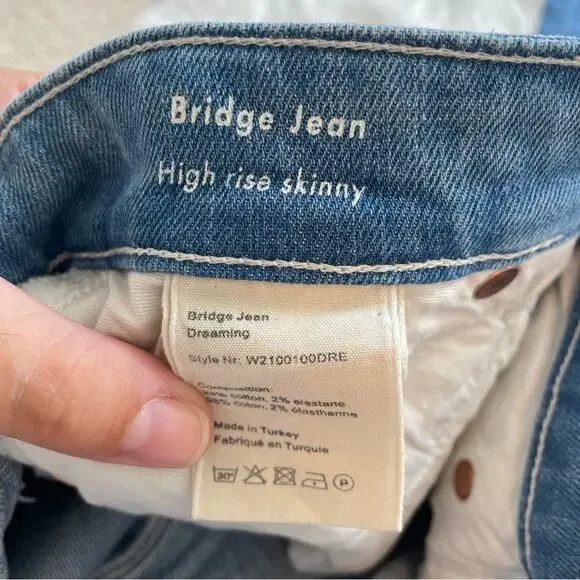 Bridge Jean
High rise skinny
Bridge Jean
Dreaming
Style Nr: W2100100DRE
Composition:
cotton, 2% elastane
coton, 2% élasthanne
Made in Turkey
Fabriqué en Turquie
30°
P